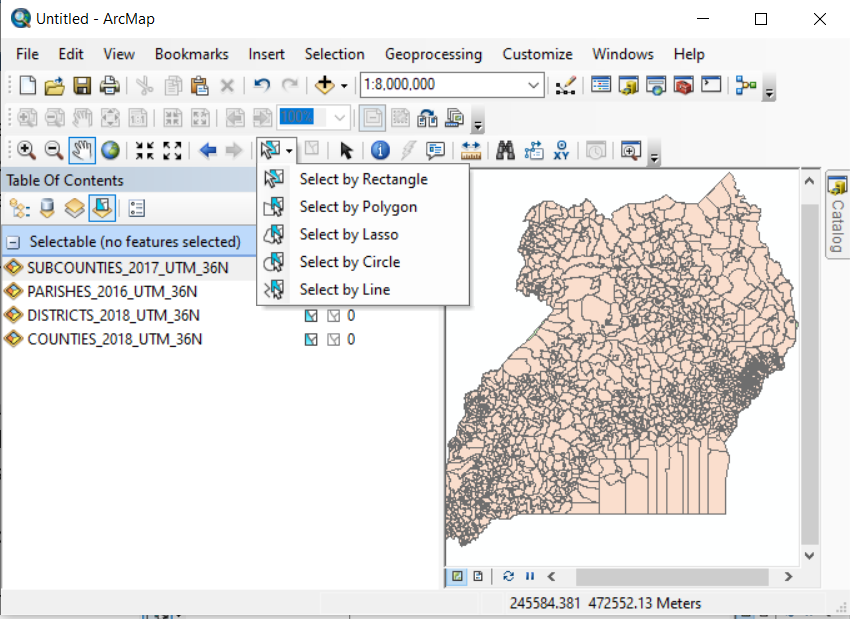 Untitled - ArcMap
File Edit View Bookmarks Insert Selection Geoprocessing Customize Windows Help
1:8,000,000
100%
XY
Table Of Contents
Select by Rectangle
Select by Polygon
Select by Lasso
Select by Circle
Select by Line
Selectable (no features selected)
SUBCOUNTIES_2017_UTM_36N
PARISHES_2016_UTM_36N
DISTRICTS_2018_UTM_36N 0
COUNTIES_2018_UTM_36N 0
Catalog
245584.381 472552.13 Meters